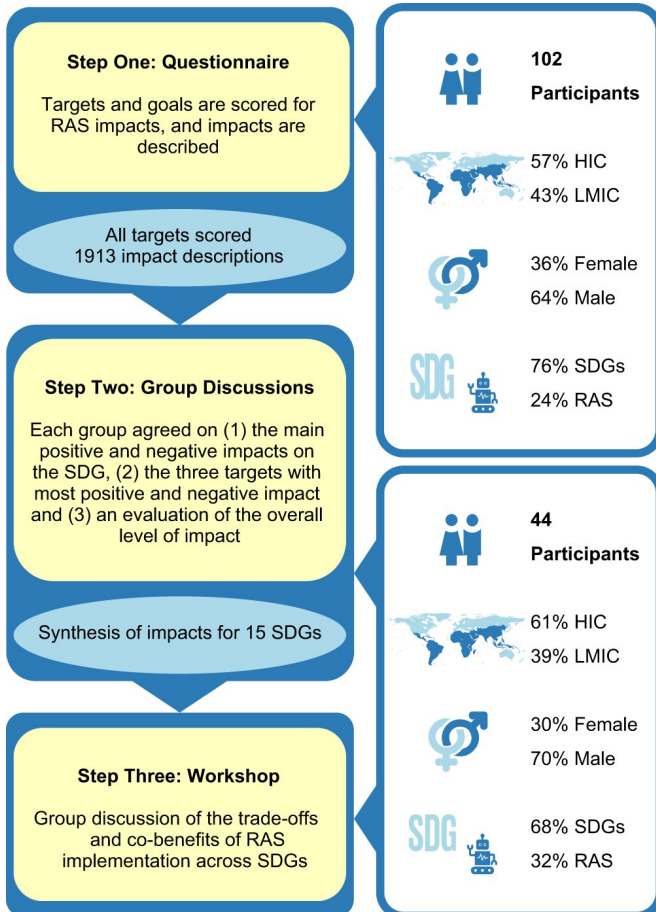 Step One: Questionnaire
Targets and goals are scored for
RAS impacts, and impacts are
described
All targets scored
1913 impact descriptions
102
Participants
57% HIC
43% LMIC
36% Female
64% Male
SDG
76% SDGs
24% RAS
Step Two: Group Discussions
Each group agreed on (1) the main
positive and negative impacts on
the SDG, (2) the three targets with
most positive and negative impact
and (3) an evaluation of the overall
level of impact
Synthesis of impacts for 15 SDGs
44
Participants
61% HIC
39% LMIC
30% Female
70% Male
SDG
68% SDGs
32% RAS
Step Three: Workshop
Group discussion of the trade-offs
and co-benefits of RAS
implementation across SDGs